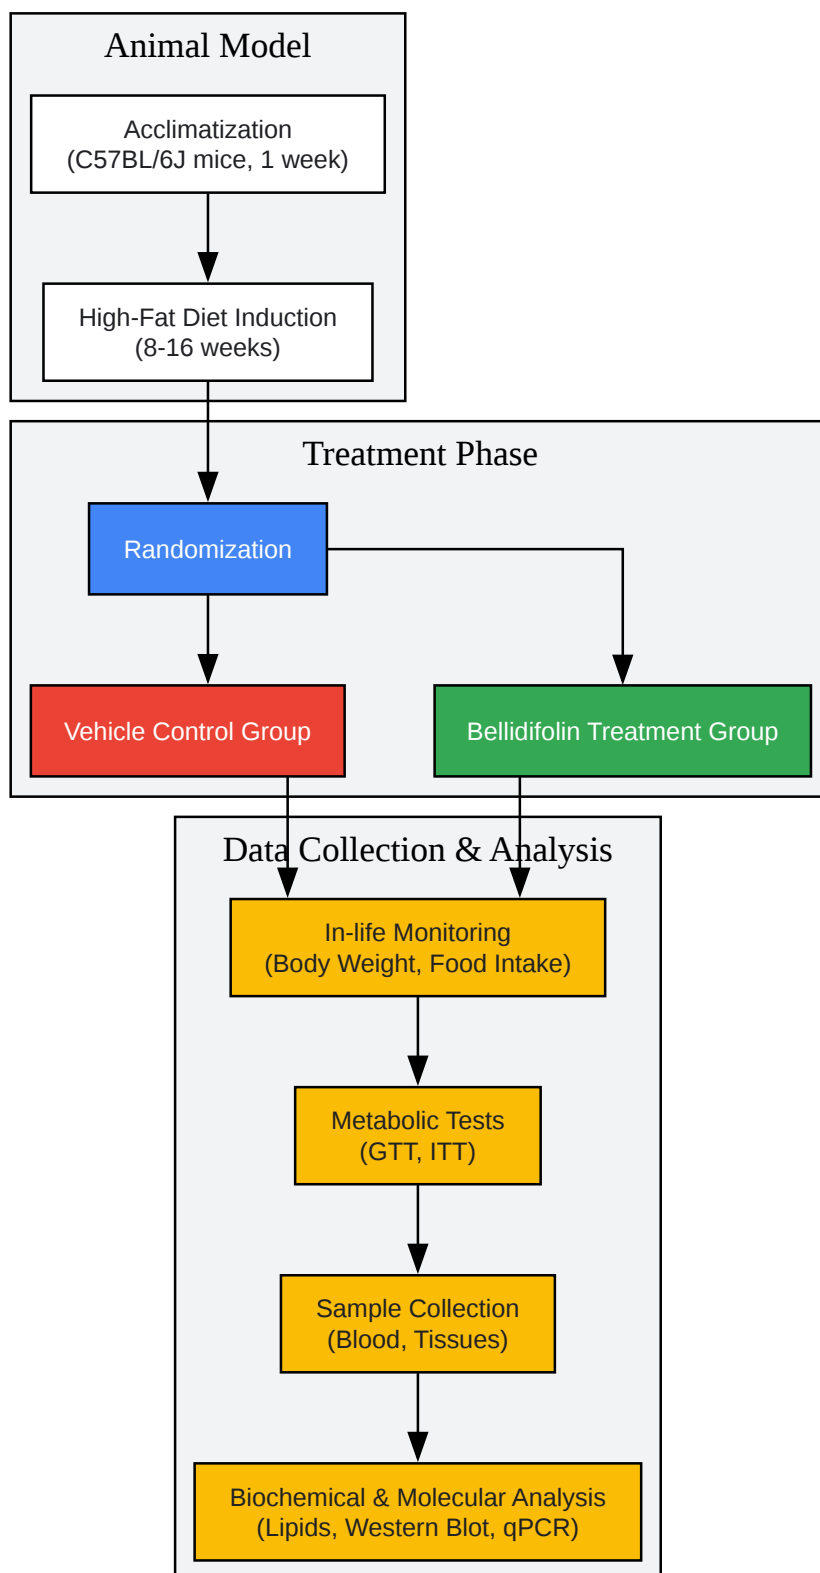 Animal Model
Acclimatization
(C57BL/6J mice, 1 week)
High-Fat Diet Induction
(8-16 weeks)
Treatment Phase
Randomization
Vehicle Control Group
Bellidifolin Treatment Group
Data Collection & Analysis
In-life Monitoring
(Body Weight, Food Intake)
Metabolic Tests
(GTT, ITT)
Sample Collection
(Blood, Tissues)
Biochemical & Molecular Analysis
(Lipids, Western Blot, qPCR)